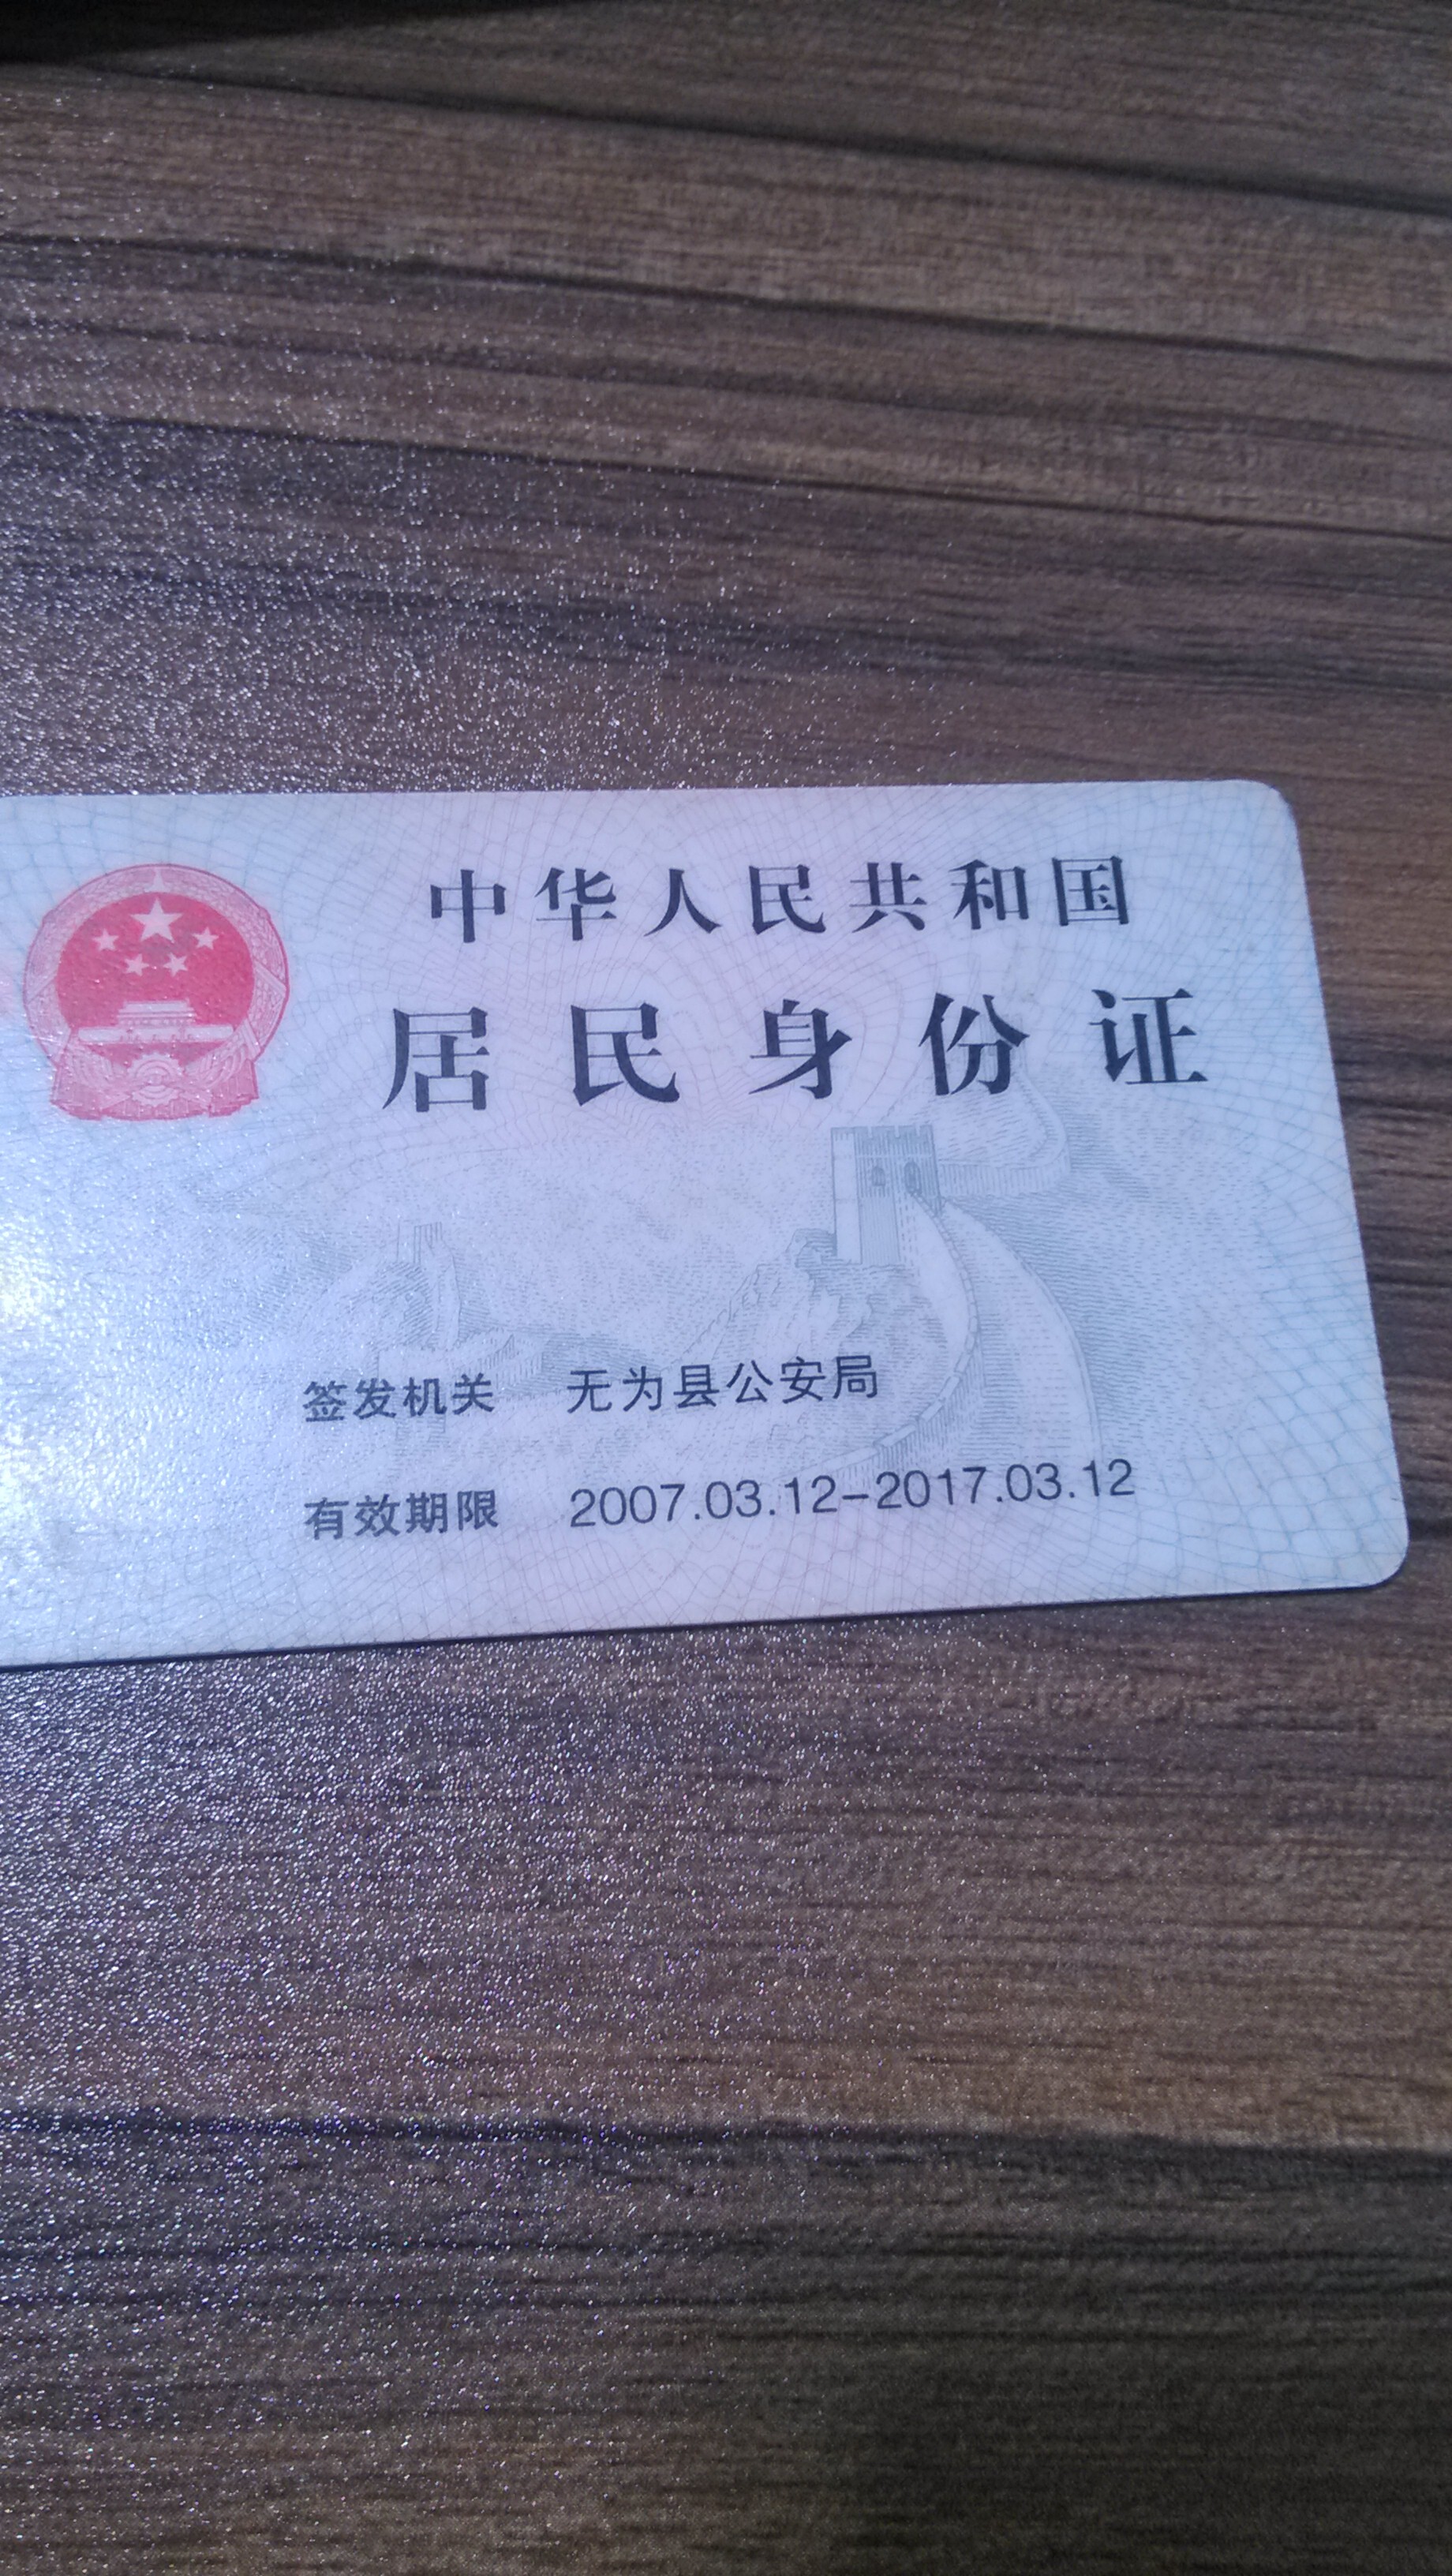 中华人民共和国
居民身份证
签发机关 无为县公安局
有效期限 2007.03.12-2017.03.12